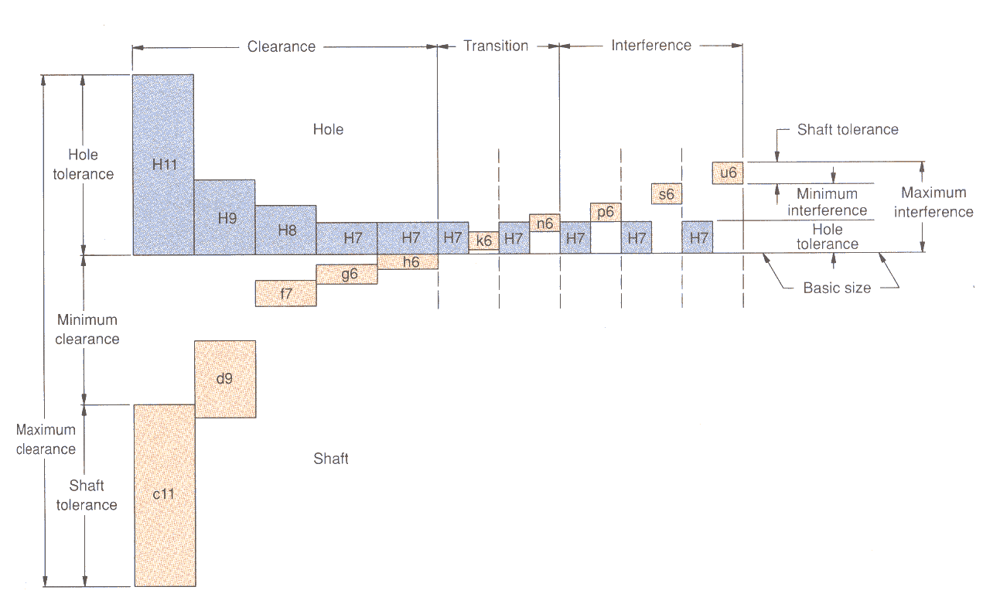 Clearance
Transition
Interference
Hole
Shaft tolerance
Hole
tolerance
H11
H9
H8
H7
H7
H7
k6
H7
n6
H7
p6
H7
s6
H7
u6
Minimum
interference
Maximum
interference
Hole
tolerance
h6
g6
f7
Basic size
Minimum
clearance
d9
Maximum
clearance
Shaft
Shaft
tolerance
c11